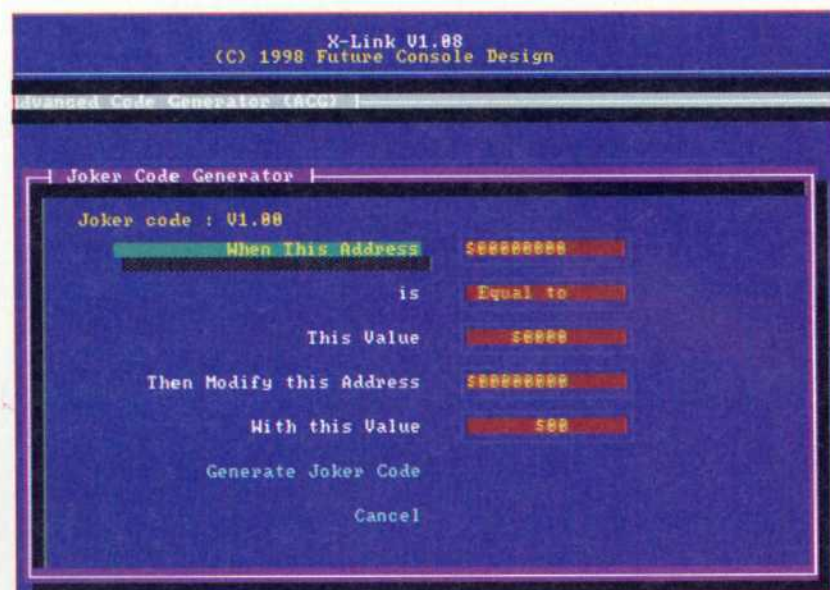 X-Link V1.08
(C) 1998 Future Console Design
dvanced Code Generator (ACG)
Joker Code Generator
Joker code : V1.00
When This Address $00000000
is Equal to
This Value $0000
Then Modify this Address $00000000
With this Value $00
Generate Joker Code
Cancel